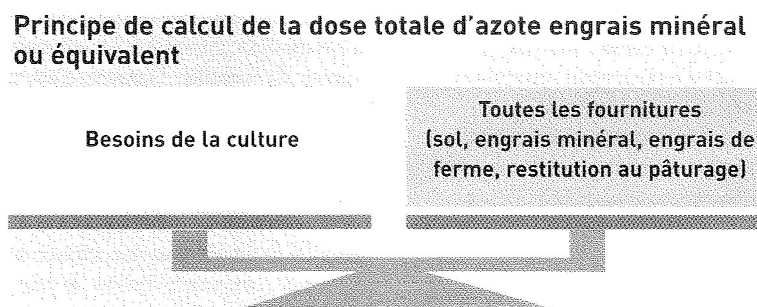 Principe de calcul de la dose totale d'azote engrais minéral
ou équivalent
Besoins de la culture
Toutes les fournitures
(sol, engrais minéral, engrais de
ferme, restitution au pâturage)